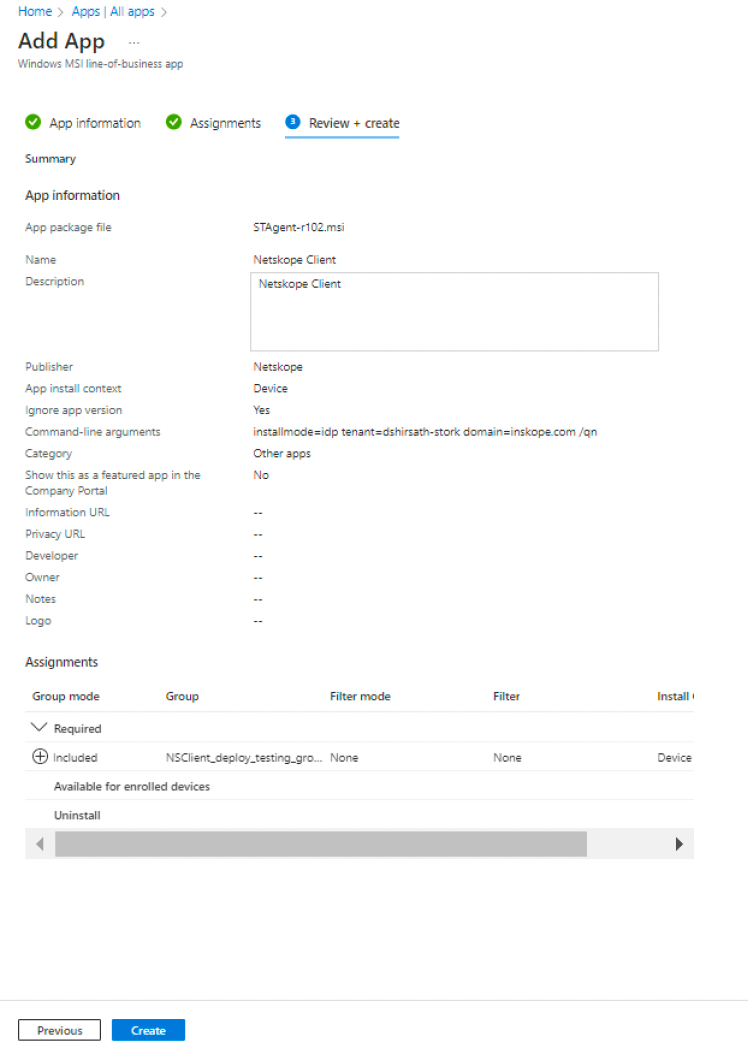 Home > Apps | All apps >
Add App ...
Windows MSI line-of-business app
App information Assignments 3 Review + create
Summary
App information
App package file STAgent-r102.msi
Name Netskope Client
Description Netskope Client
Publisher Netskope
App install context Device
Ignore app version Yes
Command-line arguments installmode=idp tenant=dshirsath-stork domain=inskope.com /qn
Category Other apps
Show this as a featured app in the No
Company Portal
Information URL --
Privacy URL --
Developer --
Owner --
Notes --
Logo --
Assignments
Group mode Group Filter mode Filter Install
Required
Included NSClient_deploy_testing_gro... None None Device
Available for enrolled devices
Uninstall
Previous Create